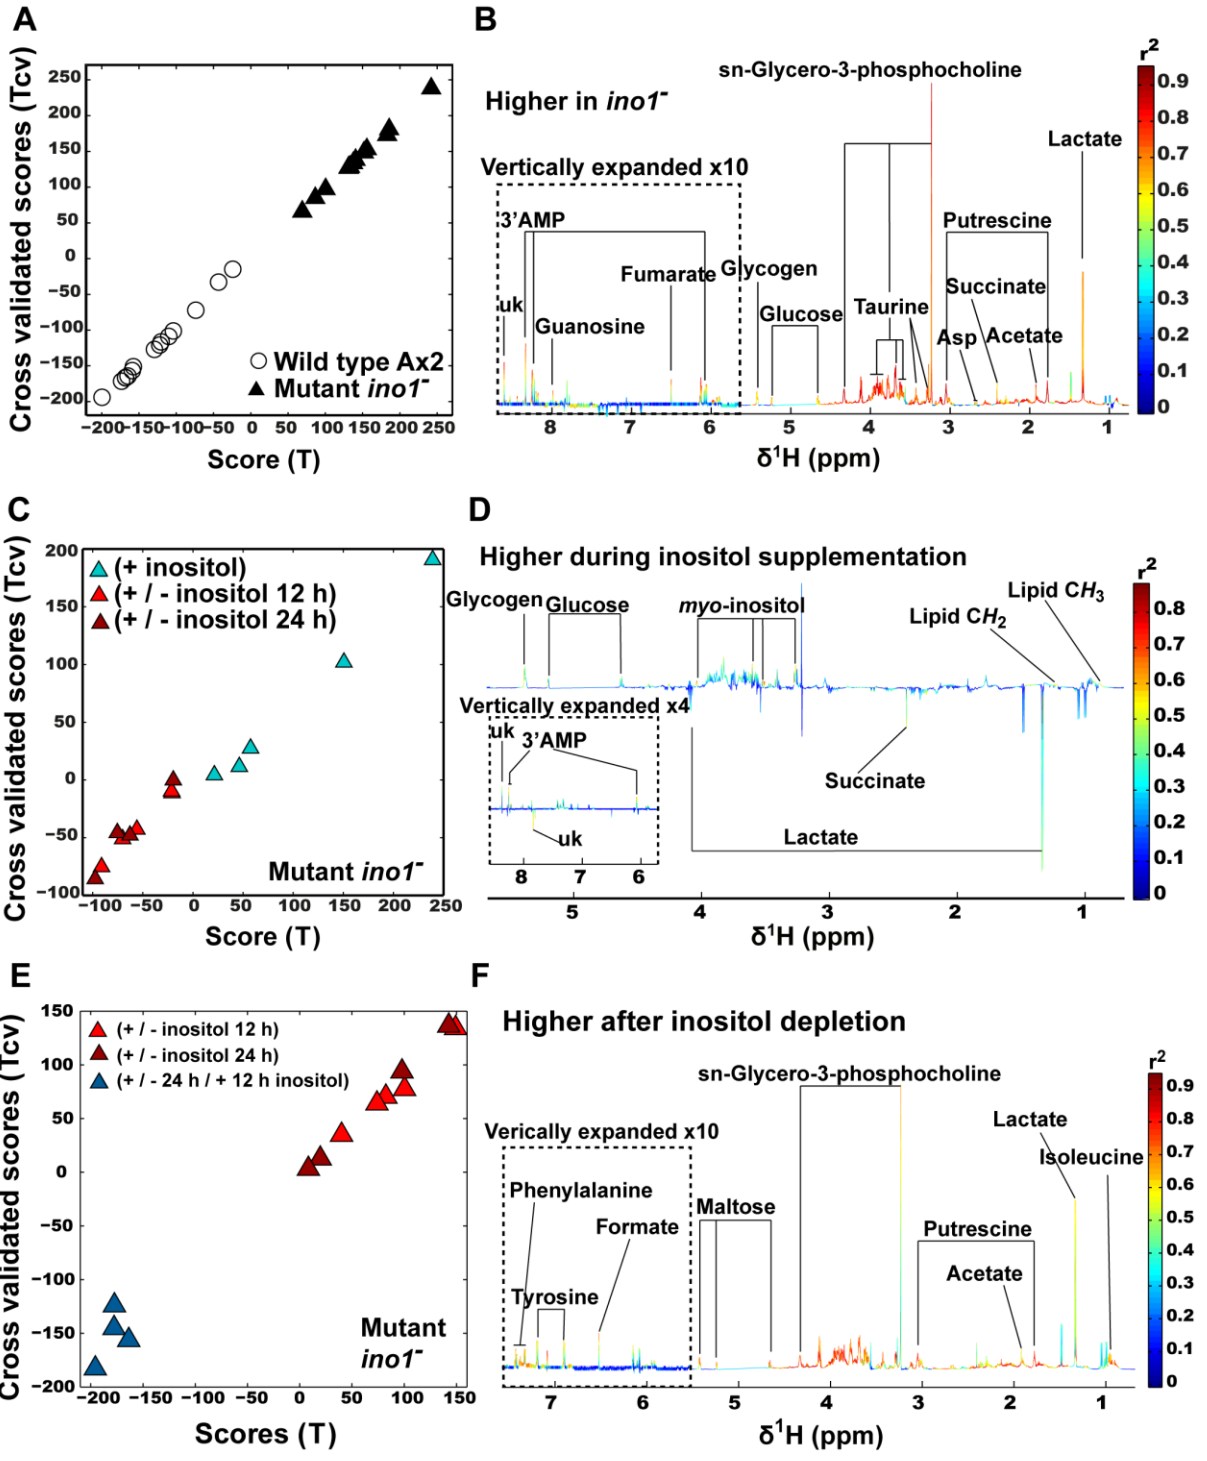 A
Cross validated scores (Tcv)
250
200
150
100
50
0
−50
−100
−150
−200
Wild type Ax2
Mutant ino1-
−200 −150 −100 −50 0 50 100 150 200 250
Score (T)
B
Higher in ino1-
sn-Glycero-3-phosphocholine
Vertically expanded x10
3'AMP
uk
Guanosine
Fumarate
Glycogen
Glucose
Taurine
Putrescine
Succinate
Asp
Acetate
Lactate
8 7 6 5 4 3 2 1
δ1H (ppm)
r2
0.9
0.8
0.7
0.6
0.5
0.4
0.3
0.2
0.1
0
C
Cross validated scores (Tcv)
200
150
100
50
0
−50
−100
(+ inositol)
(+ / - inositol 12 h)
(+ / - inositol 24 h)
Mutant ino1-
−100 −50 0 50 100 150 200 250
Score (T)
D
Higher during inositol supplementation
Glycogen
Glucose
myo-inositol
Lipid CH2
Lipid CH3
Vertically expanded x4
uk
3'AMP
uk
8 7 6
Succinate
Lactate
5 4 3 2 1
δ1H (ppm)
r2
0.8
0.7
0.6
0.5
0.4
0.3
0.2
0.1
0
E
Cross validated scores (Tcv)
150
100
50
0
−50
−100
−150
−200
(+ / - inositol 12 h)
(+ / - inositol 24 h)
(+ / - 24 h / + 12 h inositol)
Mutant
ino1-
−200 −150 −100 −50 0 50 100 150
Scores (T)
F
Higher after inositol depletion
sn-Glycero-3-phosphocholine
Verically expanded x10
Phenylalanine
Formate
Tyrosine
Maltose
Putrescine
Acetate
Lactate
Isoleucine
7 6 5 4 3 2 1
δ1H (ppm)
r2
0.9
0.8
0.7
0.6
0.5
0.4
0.3
0.2
0.1
0